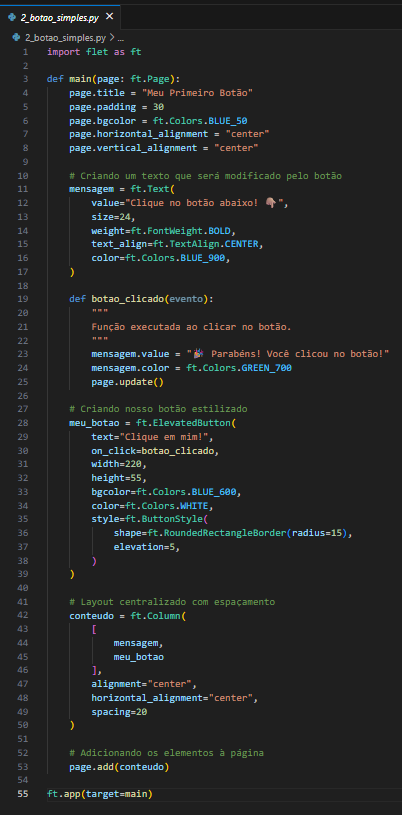 2_botao_simples.py ×
2_botao_simples.py > ...
1 import flet as ft
2
3 def main(page: ft.Page):
4     page.title = "Meu Primeiro Botão"
5     page.padding = 30
6     page.bgcolor = ft.Colors.BLUE_50
7     page.horizontal_alignment = "center"
8     page.vertical_alignment = "center"
9
10     # Criando um texto que será modificado pelo botão
11     mensagem = ft.Text(
12         value="Clique no botão abaixo! 👇🏽",
13         size=24,
14         weight=ft.FontWeight.BOLD,
15         text_align=ft.TextAlign.CENTER,
16         color=ft.Colors.BLUE_900,
17     )
18
19     def botao_clicado(evento):
20         """
21         Função executada ao clicar no botão.
22         """
23         mensagem.value = "🎉 Parabéns! Você clicou no botão!"
24         mensagem.color = ft.Colors.GREEN_700
25         page.update()
26
27     # Criando nosso botão estilizado
28     meu_botao = ft.ElevatedButton(
29         text="Clique em mim!",
30         on_click=botao_clicado,
31         width=220,
32         height=55,
33         bgcolor=ft.Colors.BLUE_600,
34         color=ft.Colors.WHITE,
35         style=ft.ButtonStyle(
36             shape=ft.RoundedRectangleBorder(radius=15),
37             elevation=5,
38         )
39     )
40
41     # Layout centralizado com espaçamento
42     conteudo = ft.Column(
43         [
44             mensagem,
45             meu_botao
46         ],
47         alignment="center",
48         horizontal_alignment="center",
49         spacing=20
50     )
51
52     # Adicionando os elementos à página
53     page.add(conteudo)
54
55 ft.app(target=main)